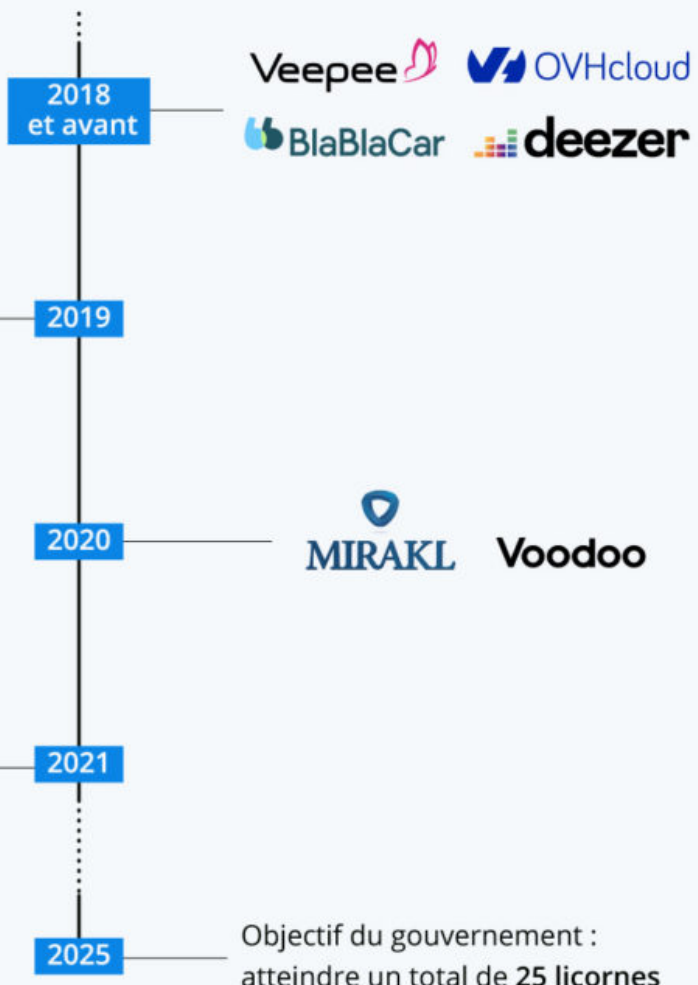 2018
et avant
Veepee
OVHcloud
BlaBlaCar
deezer
2019
2020
MIRAKL
Voodoo
2021
2025
Objectif du gouvernement :
atteindre un total de 25 licornes